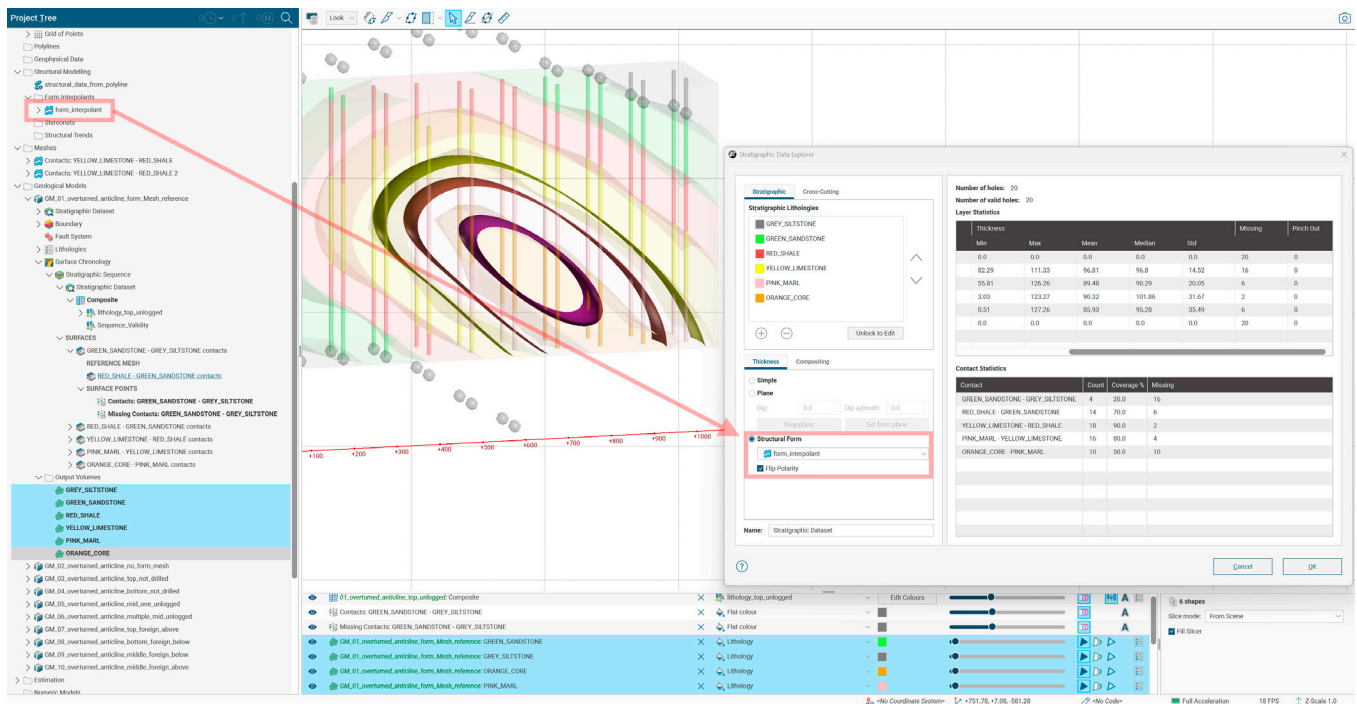 Project Tree
0
0
0
Look
Grid of Points
Polylines
Geophysical Data
Structural Modelling
structural_data_from_polyline
Form Interpolants
form_interpolant
Stereonets
Structural Trends
Meshes
Contacts: YELLOW_LIMESTONE - RED_SHALE
Contacts: YELLOW_LIMESTONE - RED_SHALE 2
Geological Models
GM_01_overturned_anticline_form_Mesh_reference
Stratigraphic Dataset
Boundary
Fault System
Lithologies
Surface Chronology
Stratigraphic Sequence
Stratigraphic Dataset
Composite
lithology_top_unlogged
Sequence_Validity
SURFACES
GREEN_SANDSTONE - GREY_SILTSTONE contacts
REFERENCE MESH
RED_SHALE - GREEN_SANDSTONE contacts
SURFACE POINTS
Contacts: GREEN_SANDSTONE - GREY_SILTSTONE
Missing Contacts: GREEN_SANDSTONE - GREY_SILTSTONE
RED_SHALE - GREEN_SANDSTONE contacts
YELLOW_LIMESTONE - RED_SHALE contacts
PINK_MARL - YELLOW_LIMESTONE contacts
ORANGE_CORE - PINK_MARL contacts
Output Volumes
GREY_SILTSTONE
GREEN_SANDSTONE
RED_SHALE
YELLOW_LIMESTONE
PINK_MARL
ORANGE_CORE
GM_02_overturned_anticline_no_form_mesh
GM_03_overturned_anticline_top_not_drilled
GM_04_overturned_anticline_bottom_not_drilled
GM_05_overturned_anticline_mid_one_unlogged
GM_06_overturned_anticline_multiple_mid_unlogged
GM_07_overturned_anticline_top_foreign_above
GM_08_overturned_anticline_bottom_foreign_below
GM_09_overturned_anticline_middle_foreign_below
GM_10_overturned_anticline_middle_foreign_above
Estimation
Numeric Models
+100 +200 +300 +400 +500 +600 +700 +800 +900 +1000
Stratigraphic Data Explorer
Stratigraphic Cross-Cutting
Stratigraphic Lithologies
GREY_SILTSTONE
GREEN_SANDSTONE
RED_SHALE
YELLOW_LIMESTONE
PINK_MARL
ORANGE_CORE
Unlock to Edit
Thickness Compositing
Simple
Plane
Dip: 0.0 Dip azimuth: 0.0
View plane Set from plane
Structural Form
form_interpolant
Flip Polarity
Name: Stratigraphic Dataset
Number of holes: 20
Number of valid holes: 20
Layer Statistics
Thickness Missing Pinch Out
Min Max Mean Median Std
0.0 0.0 0.0 0.0 0.0 20 0
82.29 111.33 96.81 96.8 14.52 16 0
55.81 126.26 89.48 90.29 20.05 6 0
3.03 123.27 90.32 101.86 31.67 2 0
0.51 127.26 85.93 95.28 35.49 6 0
0.0 0.0 0.0 0.0 0.0 20 0
Contact Statistics
Contact Count Coverage % Missing
GREEN_SANDSTONE - GREY_SILTSTONE 4 20.0 16
RED_SHALE - GREEN_SANDSTONE 14 70.0 6
YELLOW_LIMESTONE - RED_SHALE 18 90.0 2
PINK_MARL - YELLOW_LIMESTONE 16 80.0 4
ORANGE_CORE - PINK_MARL 10 50.0 10
Cancel OK
01_overturned_anticline_top_unlogged: Composite lithology_top_unlogged Edit Colours
Contacts: GREEN_SANDSTONE - GREY_SILTSTONE Flat colour
Missing Contacts: GREEN_SANDSTONE - GREY_SILTSTONE Flat colour
GM_01_overturned_anticline_form_Mesh_reference: GREEN_SANDSTONE Lithology
GM_01_overturned_anticline_form_Mesh_reference: GREY_SILTSTONE Lithology
GM_01_overturned_anticline_form_Mesh_reference: ORANGE_CORE Lithology
GM_01_overturned_anticline_form_Mesh_reference: PINK_MARL Lithology
6 shapes
Slice mode: From Scene
Fill Slicer
<No Coordinate System> +751.78, +7.08, -581.28 <No Code> Full Acceleration 18 FPS Z-Scale 1.0